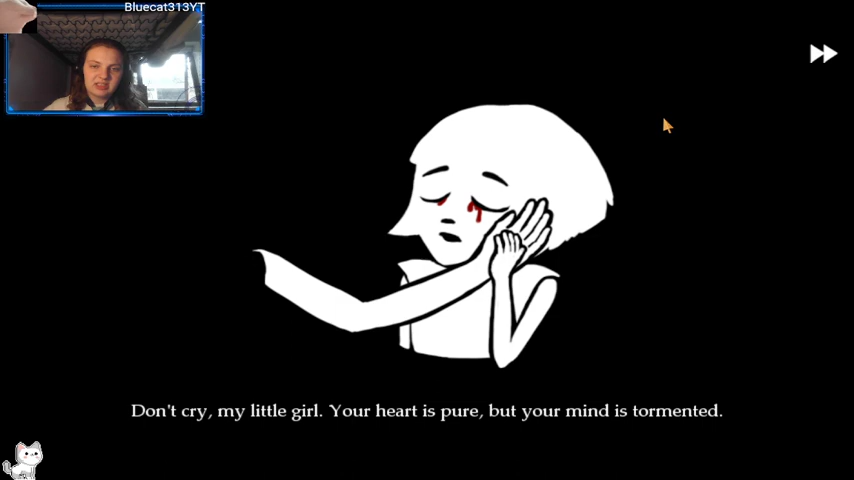 Bluecat313YT
Don't cry, my little girl. Your heart is pure, but your mind is tormented.